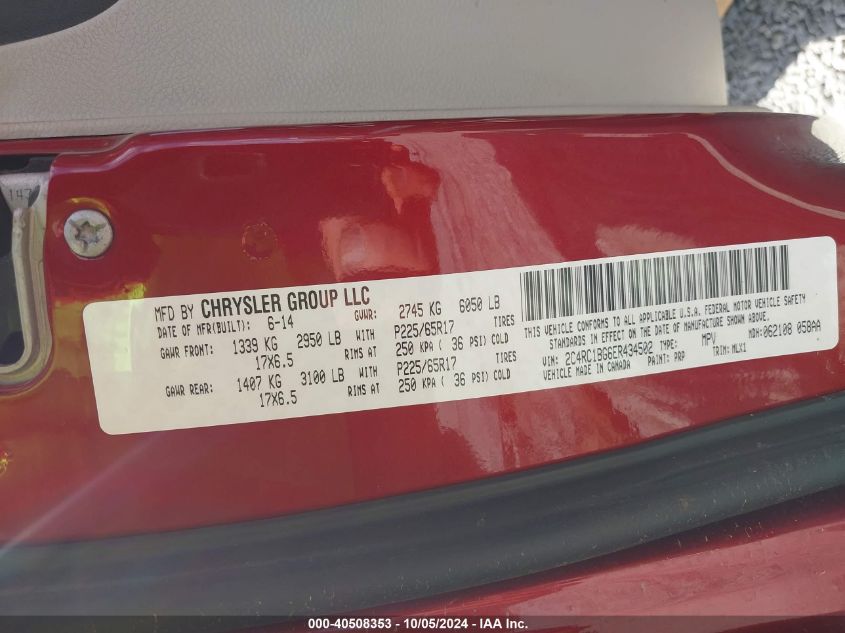 147
MFD BY CHRYSLER GROUP LLC
DATE OF MFR(BUILT): 6-14 GVWR: 2745 KG 6050 LB
GAWR FRONT: 1339 KG 2950 LB WITH P225/65R17 TIRES
17X6.5 RIMS AT 250 KPA ( 36 PSI) COLD
GAWR REAR: 1407 KG 3100 LB WITH P225/65R17 TIRES
17X6.5 RIMS AT 250 KPA ( 36 PSI) COLD
THIS VEHICLE CONFORMS TO ALL APPLICABLE U.S.A. FEDERAL MOTOR VEHICLE SAFETY
STANDARDS IN EFFECT ON THE DATE OF MANUFACTURE SHOWN ABOVE.
VIN: 2C4RC1BG6ER434502 TYPE: MPV MDH: 062108 058AA
VEHICLE MADE IN CANADA PAINT: PRP TRIM: MLX1
000-40508353 - 10/05/2024 - IAA Inc.